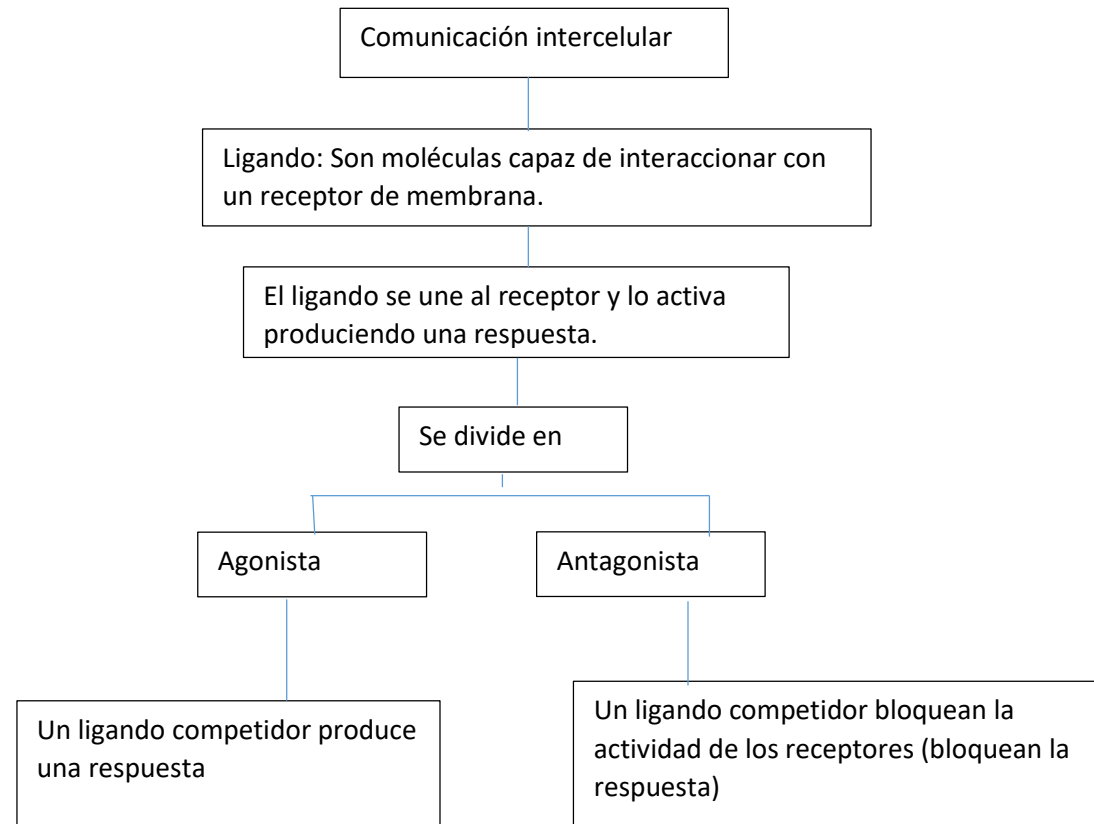 Comunicación intercelular
Ligando: Son moléculas capaz de interaccionar con
un receptor de membrana.
El ligando se une al receptor y lo activa
produciendo una respuesta.
Se divide en
Agonista
Antagonista
Un ligando competidor produce
una respuesta
Un ligando competidor bloquean la
actividad de los receptores (bloquean la
respuesta)